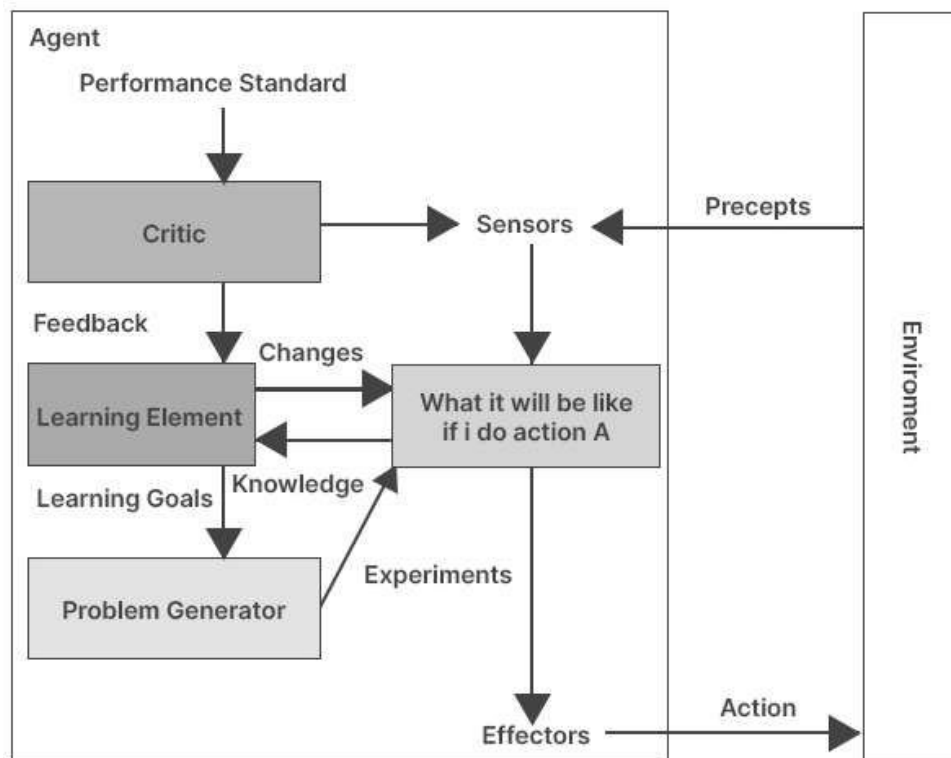 Agent
Performance Standard
Critic
Sensors
Precepts
Feedback
Changes
Learning Element
What it will be like
if i do action A
Enviroment
Knowledge
Learning Goals
Experiments
Problem Generator
Effectors
Action